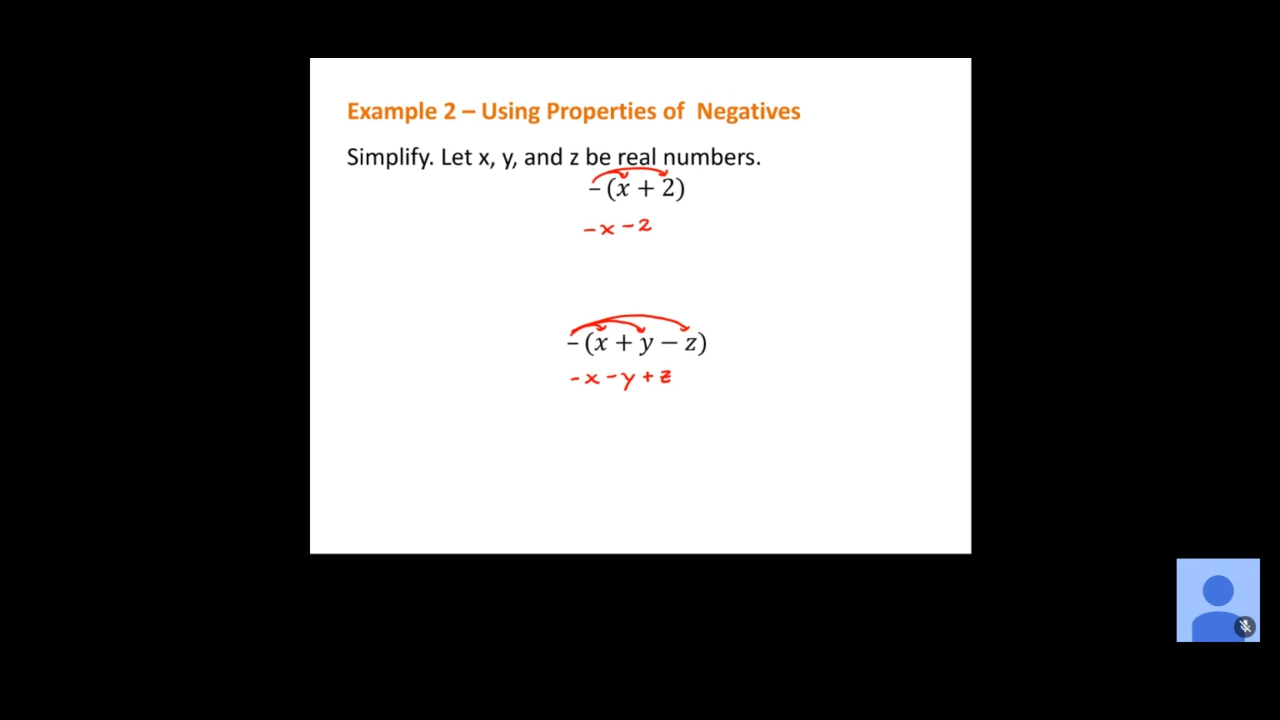 Example 2 – Using Properties of Negatives
Simplify. Let x, y, and z be real numbers.
– (x + 2)
-x -2
– (x + y − z)
-x -y + z